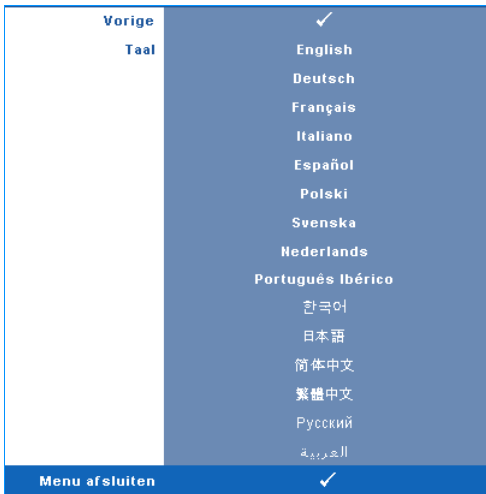 Vorige ✓
Taal English
Deutsch
Français
Italiano
Español
Polski
Svenska
Nederlands
Português Ibérico
한국어
日本語
简体中文
繁體中文
Русский
العربية
Menu afsluiten ✓